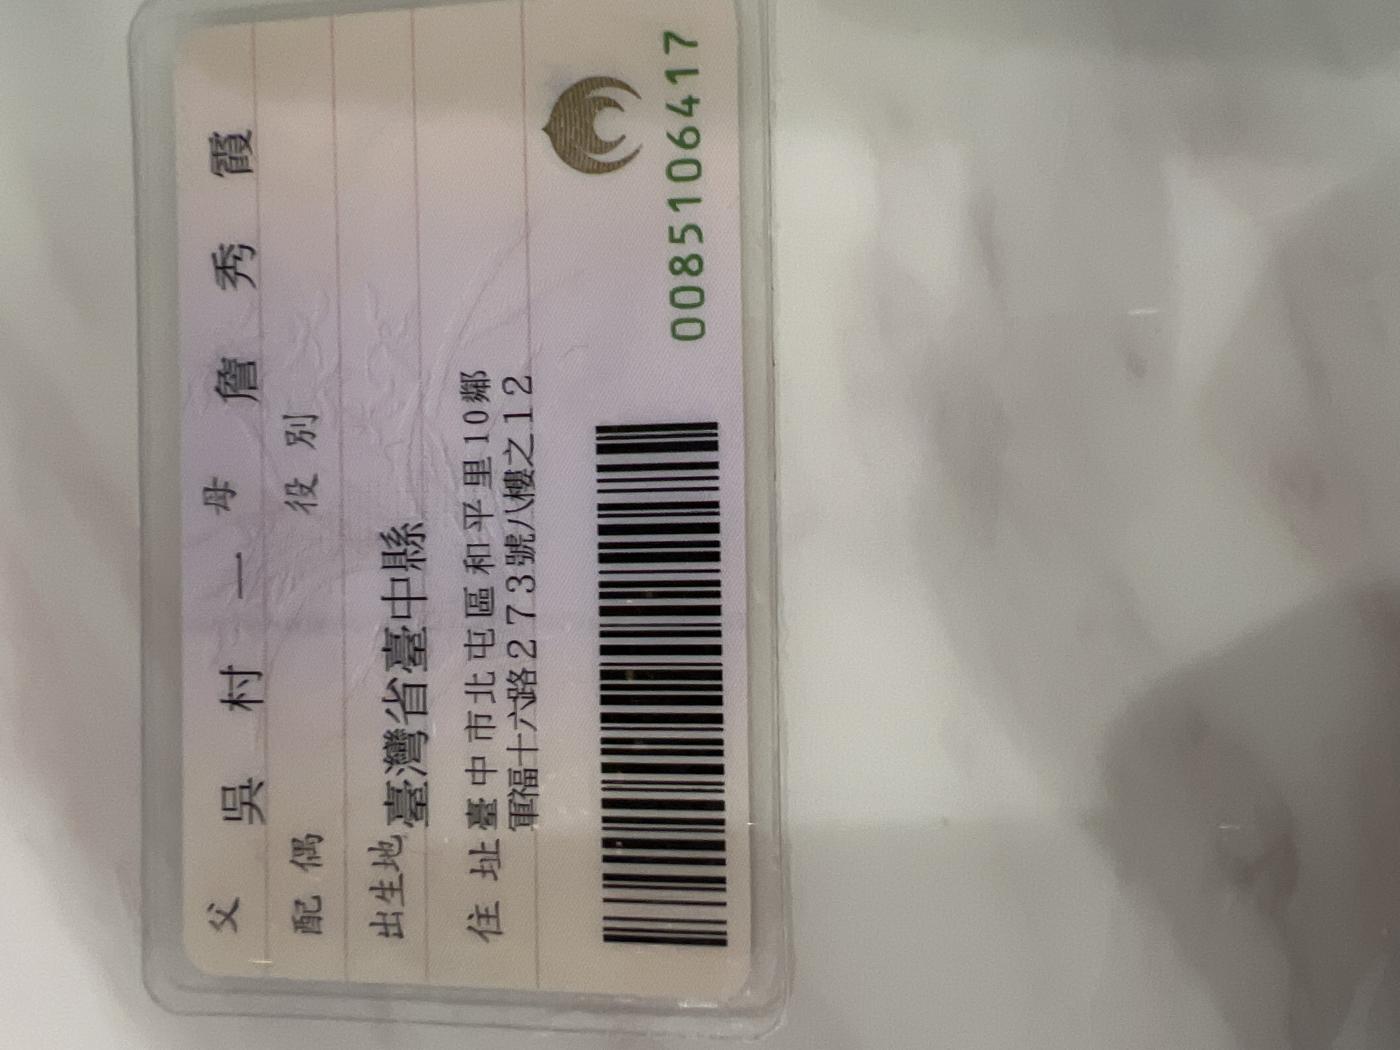 父 吳村一 母 詹秀霞
配偶 役別
出生地 臺灣省臺中縣
住址 臺中市北屯區和平里10鄰
軍福十六路273號八樓之12
0085106417